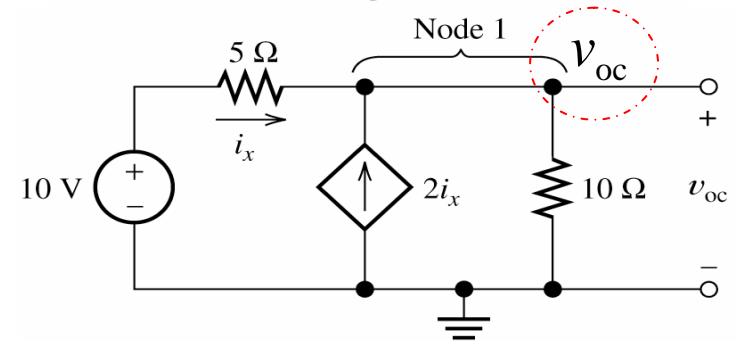 Node 1
5 Ω
v_oc
+
i_x
10 V
+
−
2i_x
10 Ω
v_oc
−